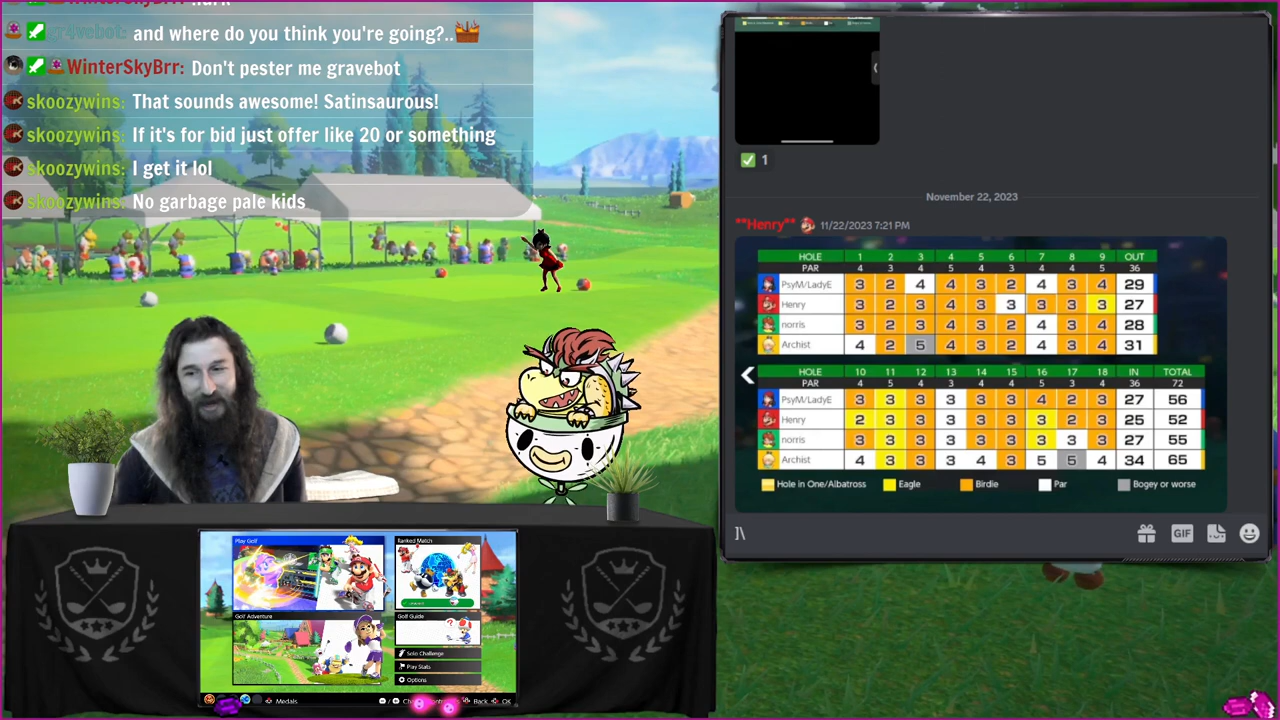 and where do you think you're going?..
WinterSkyBrr: Don't pester me gravebot
skoozywins: That sounds awesome! Satinsaurous!
skoozywins: If it's for bid just offer like 20 or something
skoozywins: I get it lol
skoozywins: No garbage pale kids
1
November 22, 2023
**Henry** 11/22/2023 7:21 PM
HOLE 1 2 3 4 5 6 7 8 9 OUT
PAR 4 3 4 5 4 3 4 4 5 36
PsyM/LadyE 3 2 4 4 3 2 4 3 4 29
Henry 3 2 3 4 3 3 3 3 3 27
norris 3 2 3 4 3 2 4 3 4 28
Archist 4 2 5 4 3 2 4 3 4 31
HOLE 10 11 12 13 14 15 16 17 18 IN TOTAL
PAR 4 5 4 3 4 4 5 3 4 36 72
PsyM/LadyE 3 3 3 3 3 3 4 2 3 27 56
Henry 2 3 3 3 3 3 3 2 3 25 52
norris 3 3 3 3 3 3 3 3 3 27 55
Archist 4 3 3 3 4 3 5 5 4 34 65
Hole in One/Albatross Eagle Birdie Par Bogey or worse
]\
GIF
Play Golf
Ranked Match
Golf Adventure
Golf Guide
Solo Challenge
Play Stats
Options
Medals
Back OK